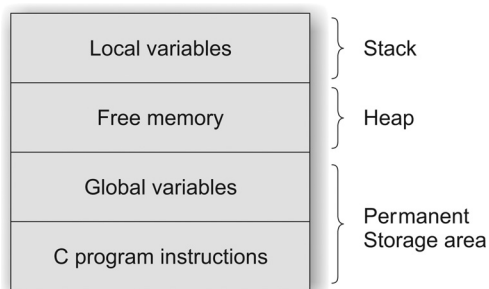 Local variables
Stack
Free memory
Heap
Global variables
C program instructions
Permanent
Storage area